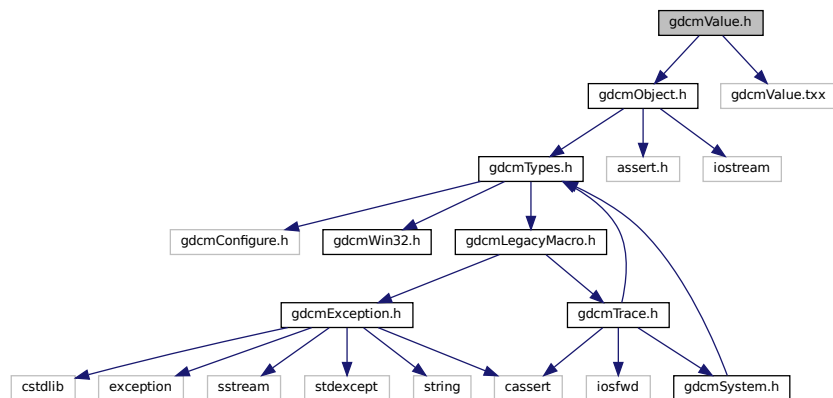 gdcmValue.h
gdcmObject.h
gdcmValue.txx
gdcmTypes.h
assert.h
iostream
gdcmConfigure.h
gdcmWin32.h
gdcmLegacyMacro.h
gdcmException.h
gdcmTrace.h
cstdlib
exception
sstream
stdexcept
string
cassert
iosfwd
gdcmSystem.h